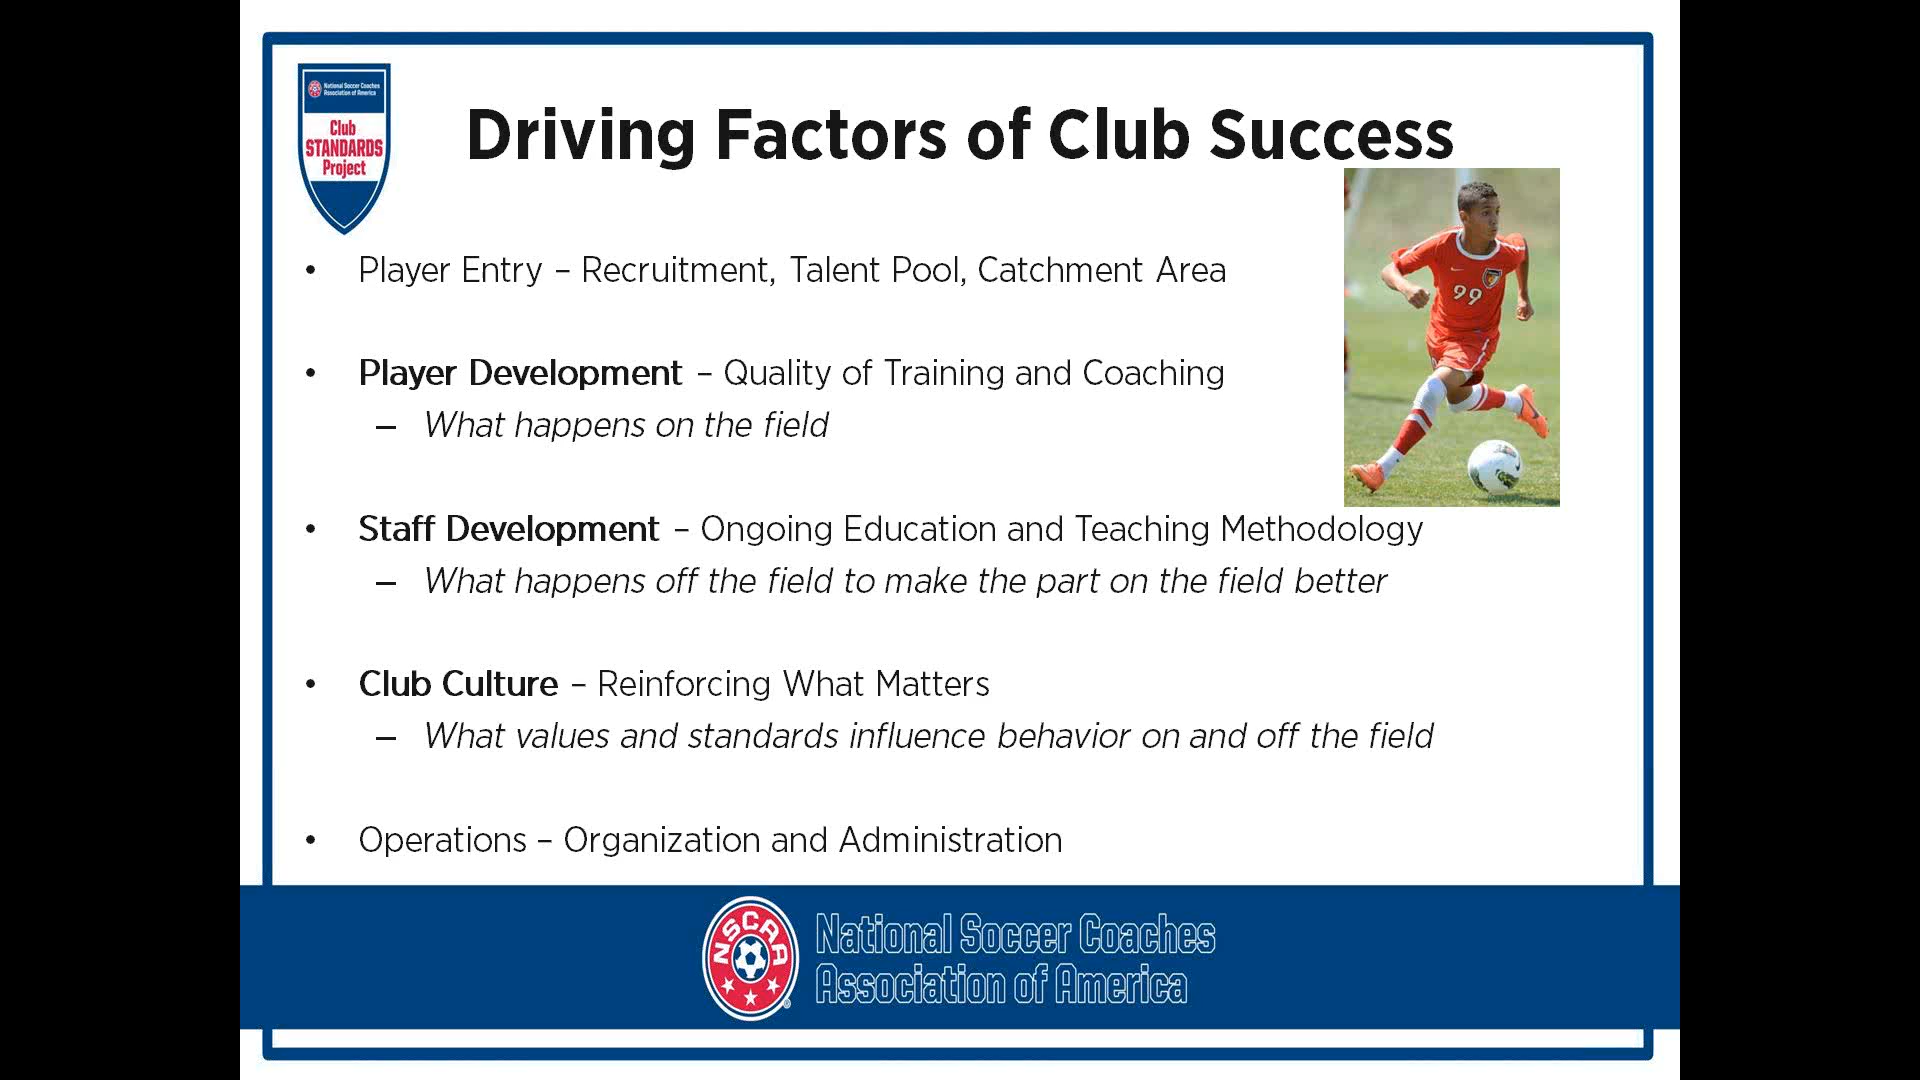 National Soccer Coaches
Association of America
Club
STANDARDS
Project
Driving Factors of Club Success
• Player Entry – Recruitment, Talent Pool, Catchment Area
• Player Development – Quality of Training and Coaching
– What happens on the field
99
• Staff Development – Ongoing Education and Teaching Methodology
– What happens off the field to make the part on the field better
• Club Culture – Reinforcing What Matters
– What values and standards influence behavior on and off the field
• Operations – Organization and Administration
NSCAA
®
National Soccer Coaches
Association of America